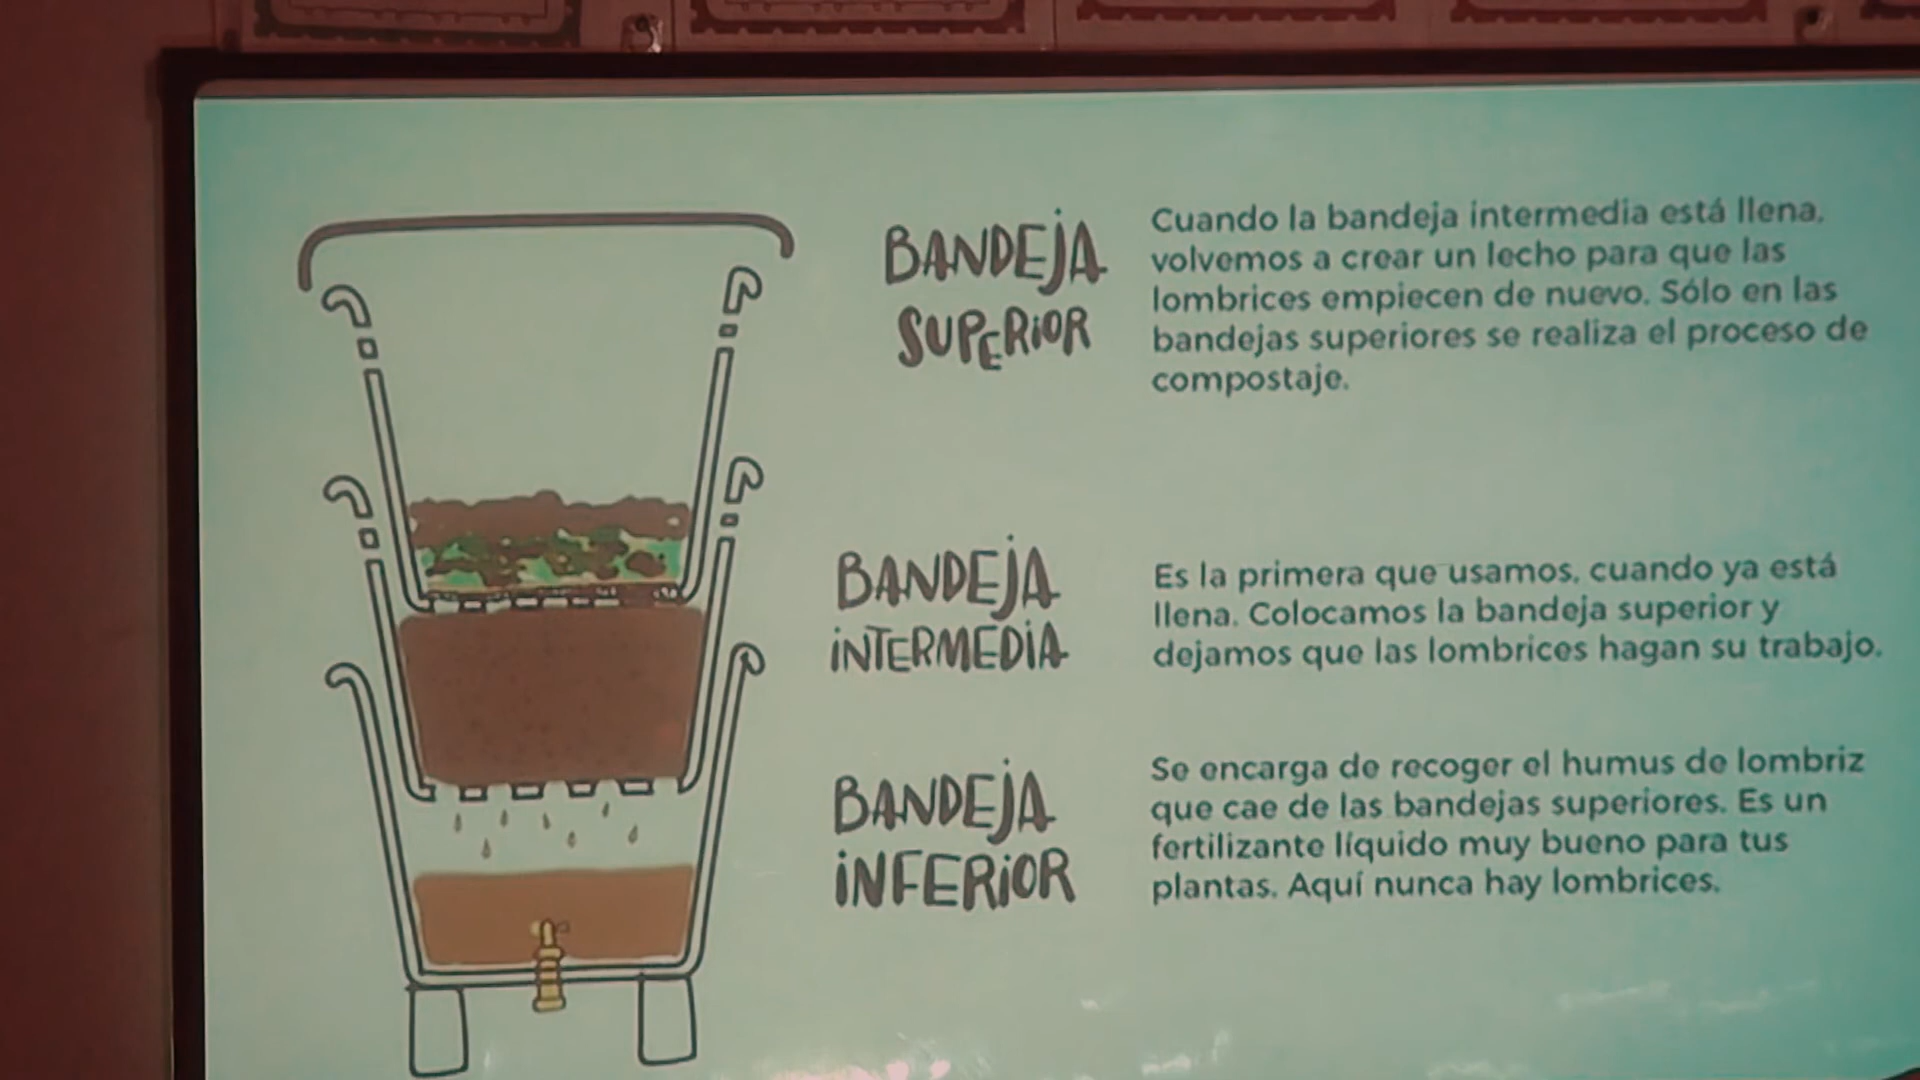 BANDEJA
SUPERIOR
Cuando la bandeja intermedia está llena,
volvemos a crear un lecho para que las
lombrices empiecen de nuevo. Sólo en las
bandejas superiores se realiza el proceso de
compostaje.
BANDEJA
INTERMEDIA
Es la primera que usamos, cuando ya está
llena. Colocamos la bandeja superior y
dejamos que las lombrices hagan su trabajo.
BANDEJA
INFERIOR
Se encarga de recoger el humus de lombriz
que cae de las bandejas superiores. Es un
fertilizante líquido muy bueno para tus
plantas. Aquí nunca hay lombrices.